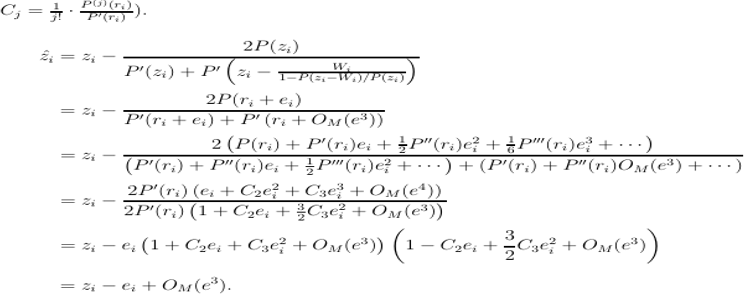 C_j = \frac{1}{j!} \cdot \frac{P^{(j)}(r_i)}{P'(r_i)}).
\hat{z}_i = z_i - \frac{2P(z_i)}{P'(z_i) + P'\left(z_i - \frac{W_i}{1-P(z_i-W_i)/P(z_i)}\right)}
= z_i - \frac{2P(r_i + e_i)}{P'(r_i + e_i) + P'(r_i + O_M(e^3))}
= z_i - \frac{2\left(P(r_i) + P'(r_i)e_i + \frac{1}{2}P''(r_i)e_i^2 + \frac{1}{6}P'''(r_i)e_i^3 + \cdots\right)}{\left(P'(r_i) + P''(r_i)e_i + \frac{1}{2}P'''(r_i)e_i^2 + \cdots\right) + (P'(r_i) + P''(r_i)O_M(e^3) + \cdots)}
= z_i - \frac{2P'(r_i)\left(e_i + C_2e_i^2 + C_3e_i^3 + O_M(e^4)\right)}{2P'(r_i)\left(1 + C_2e_i + \frac{3}{2}C_3e_i^2 + O_M(e^3)\right)}
= z_i - e_i\left(1 + C_2e_i + C_3e_i^2 + O_M(e^3)\right)\left(1 - C_2e_i + \frac{3}{2}C_3e_i^2 + O_M(e^3)\right)
= z_i - e_i + O_M(e^3).